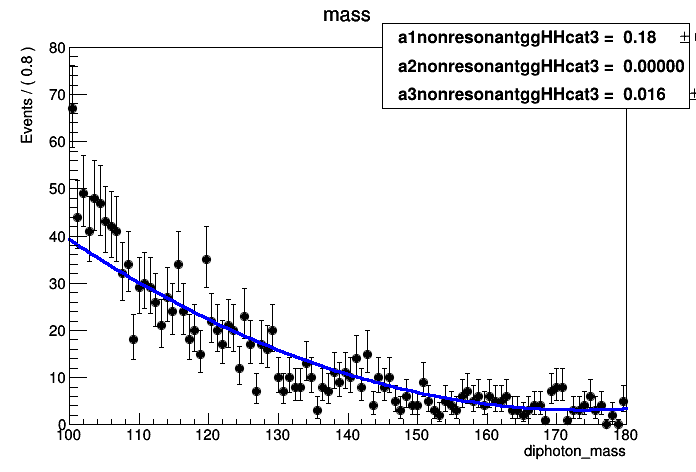 mass
a1nonresonantggHHcat3 = 0.18 ±
a2nonresonantggHHcat3 = 0.00000
a3nonresonantggHHcat3 = 0.016 ±
Events / ( 0.8 )
80
70
60
50
40
30
20
10
0
100 110 120 130 140 150 160 170 180
diphoton_mass